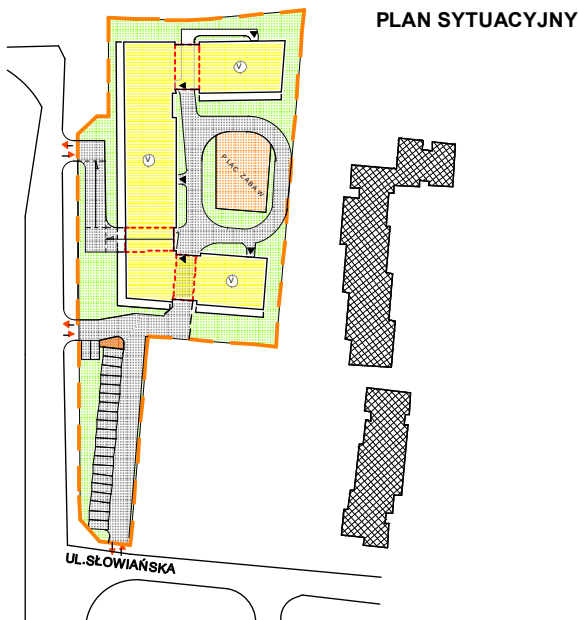 PLAN SYTUACYJNY
V
V
PLAC ZABAW
V
UL.SŁOWIAŃSKA